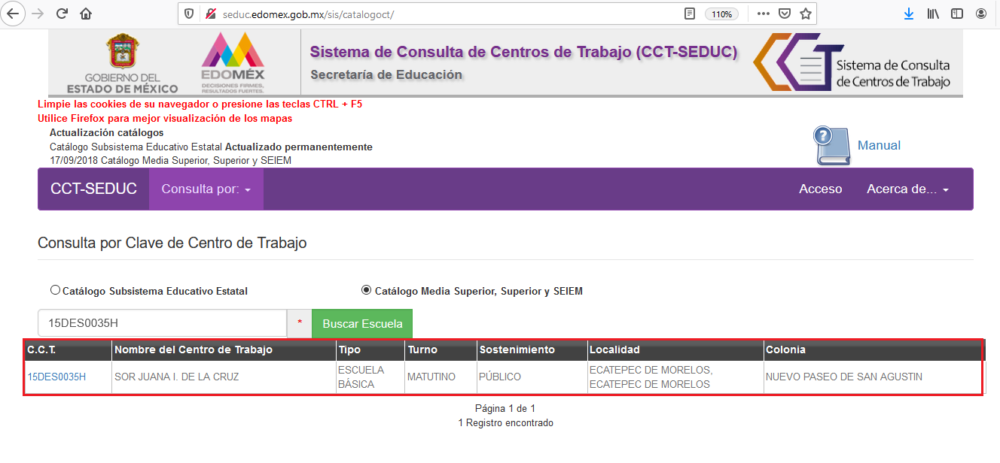 seduc.edomex.gob.mx/sis/catalogoct/
110%
GOBIERNO DEL
ESTADO DE MÉXICO
EDOMÉX
DECISIONES FIRMES,
RESULTADOS FUERTES.
Sistema de Consulta de Centros de Trabajo (CCT-SEDUC)
Secretaría de Educación
CCT
Sistema de Consulta
de Centros de Trabajo
Limpie las cookies de su navegador o presione las teclas CTRL + F5
Utilice Firefox para mejor visualización de los mapas
Actualización catálogos
Catálogo Subsistema Educativo Estatal Actualizado permanentemente
17/09/2018 Catálogo Media Superior, Superior y SEIEM
? Manual
CCT-SEDUC Consulta por: Acceso Acerca de...
Consulta por Clave de Centro de Trabajo
Catálogo Subsistema Educativo Estatal Catálogo Media Superior, Superior y SEIEM
15DES0035H * Buscar Escuela
C.C.T. Nombre del Centro de Trabajo Tipo Turno Sostenimiento Localidad Colonia
15DES0035H SOR JUANA I. DE LA CRUZ ESCUELA BÁSICA MATUTINO PÚBLICO ECATEPEC DE MORELOS, ECATEPEC DE MORELOS NUEVO PASEO DE SAN AGUSTIN
Página 1 de 1
1 Registro encontrado